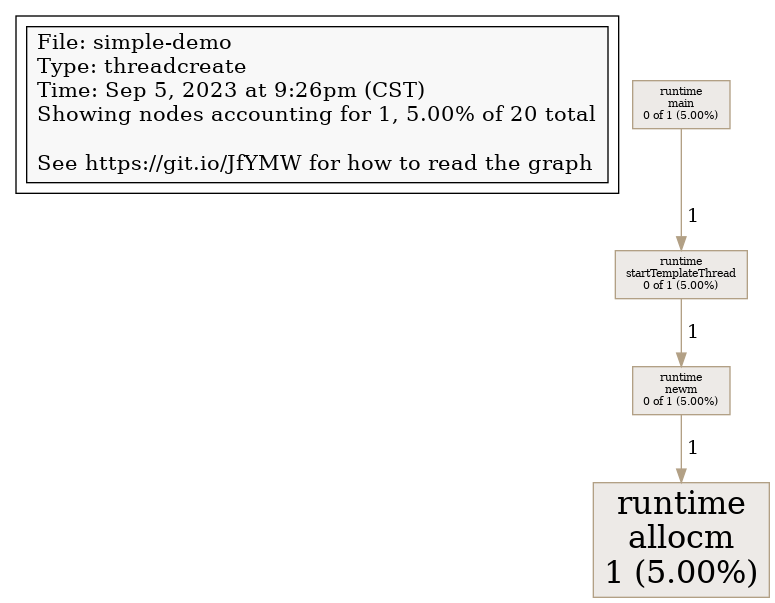 File: simple-demo
Type: threadcreate
Time: Sep 5, 2023 at 9:26pm (CST)
Showing nodes accounting for 1, 5.00% of 20 total
See https://git.io/JfYMW for how to read the graph
runtime
main
0 of 1 (5.00%)
1
runtime
startTemplateThread
0 of 1 (5.00%)
1
runtime
newm
0 of 1 (5.00%)
1
runtime
allocm
1 (5.00%)